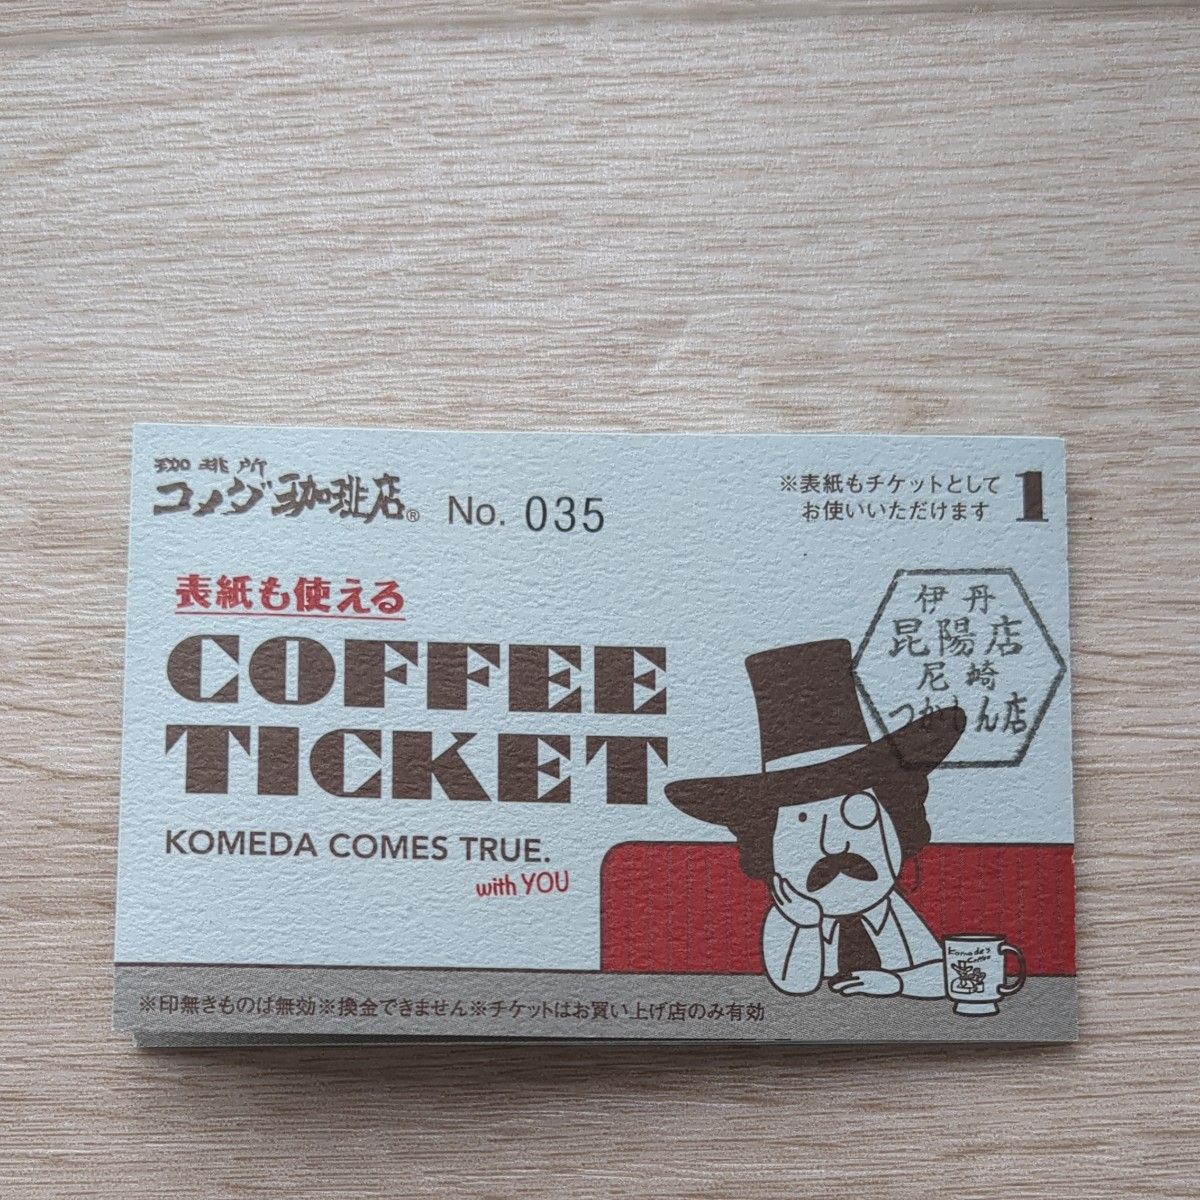 珈琲所
コメダ珈琲店®
No. 035
※表紙もチケットとして
お使いいただけます
1
表紙も使える
COFFEE
TICKET
KOMEDA COMES TRUE.
with YOU
伊丹
昆陽店
尼崎
つかしん店
Komeda's
Coffee
※印無きものは無効※換金できません※チケットはお買い上げ店のみ有効